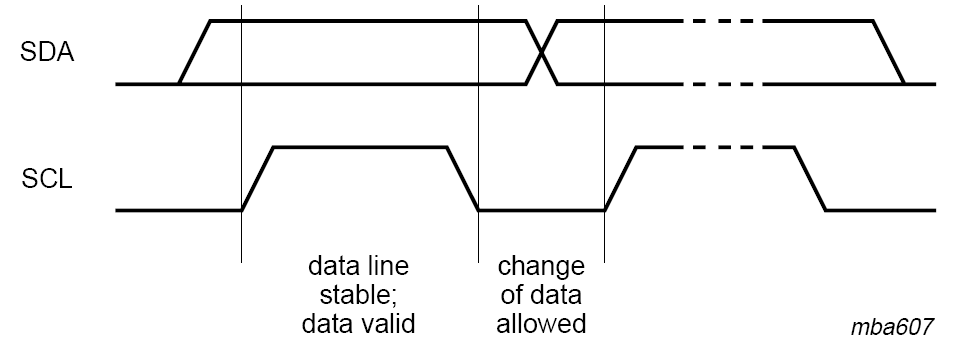 SDA
SCL
data line
stable;
data valid
change
of data
allowed
mba607